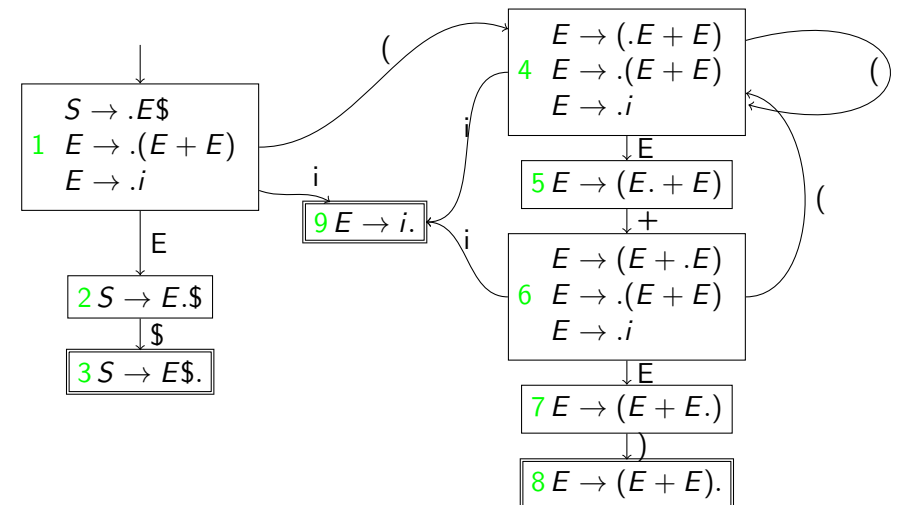 S → .E$
1 E → .(E + E)
E → .i
E
2 S → E.$
$
3 S → E$.
(
i
9 E → i.
i
i
E → (.E + E)
4 E → .(E + E)
E → .i
(
E
5 E → (E. + E)
+
(
E → (E + .E)
6 E → .(E + E)
E → .i
E
7 E → (E + E.)
)
8 E → (E + E).